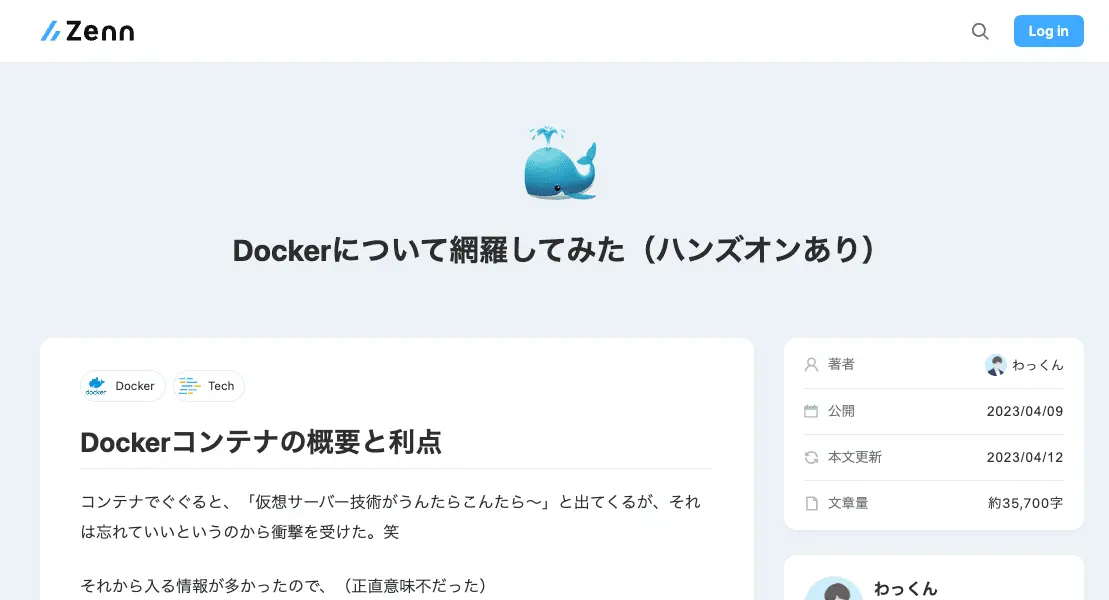 Zenn
Log in
Dockerについて網羅してみた（ハンズオンあり）
Docker
Tech
Dockerコンテナの概要と利点
コンテナでぐぐると、「仮想サーバー技術がうんたらこんたら〜」と出てくるが、それ
は忘れていいというのから衝撃を受けた。笑
それから入る情報が多かったので、（正直意味不だった）
著者 わっくん
公開 2023/04/09
本文更新 2023/04/12
文章量 約35,700字
わっくん